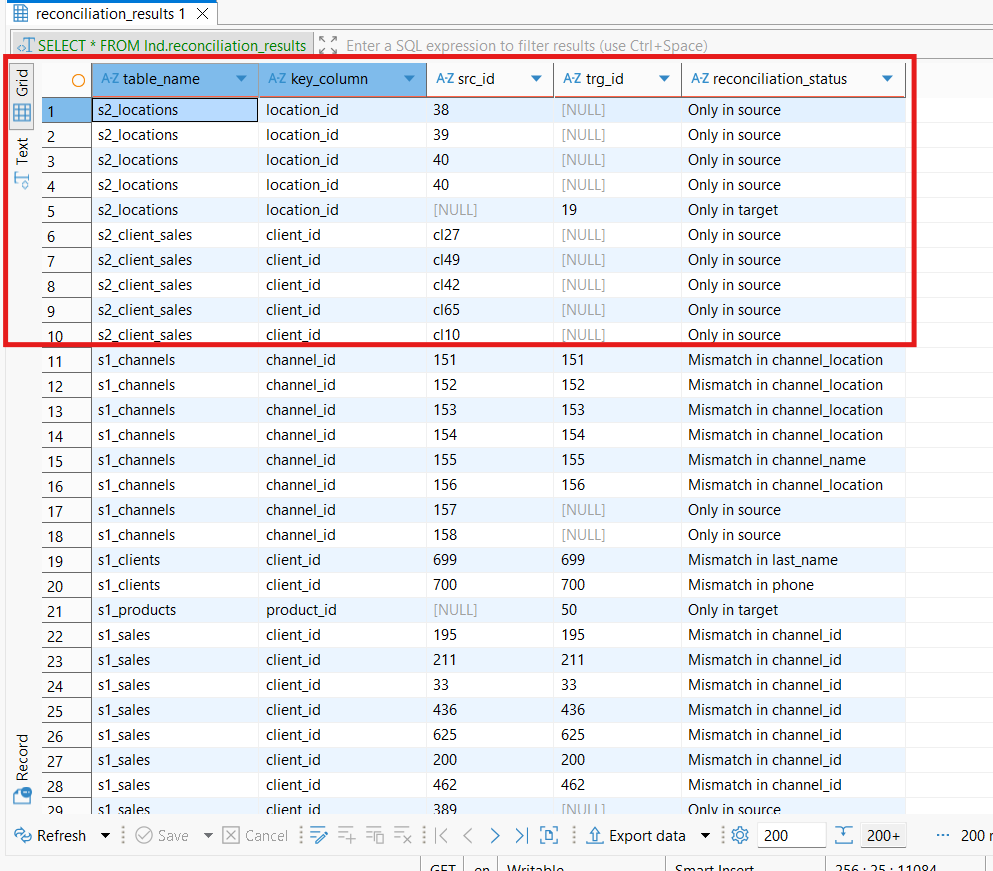 reconciliation_results 1
SELECT * FROM Ind.reconciliation_results Enter a SQL expression to filter results (use Ctrl+Space)
Grid
Text
Record
A-Z table_name A-Z key_column A-Z src_id A-Z trg_id A-Z reconciliation_status
1 s2_locations location_id 38 [NULL] Only in source
2 s2_locations location_id 39 [NULL] Only in source
3 s2_locations location_id 40 [NULL] Only in source
4 s2_locations location_id 40 [NULL] Only in source
5 s2_locations location_id [NULL] 19 Only in target
6 s2_client_sales client_id cl27 [NULL] Only in source
7 s2_client_sales client_id cl49 [NULL] Only in source
8 s2_client_sales client_id cl42 [NULL] Only in source
9 s2_client_sales client_id cl65 [NULL] Only in source
10 s2_client_sales client_id cl10 [NULL] Only in source
11 s1_channels channel_id 151 151 Mismatch in channel_location
12 s1_channels channel_id 152 152 Mismatch in channel_location
13 s1_channels channel_id 153 153 Mismatch in channel_location
14 s1_channels channel_id 154 154 Mismatch in channel_location
15 s1_channels channel_id 155 155 Mismatch in channel_name
16 s1_channels channel_id 156 156 Mismatch in channel_location
17 s1_channels channel_id 157 [NULL] Only in source
18 s1_channels channel_id 158 [NULL] Only in source
19 s1_clients client_id 699 699 Mismatch in last_name
20 s1_clients client_id 700 700 Mismatch in phone
21 s1_products product_id [NULL] 50 Only in target
22 s1_sales client_id 195 195 Mismatch in channel_id
23 s1_sales client_id 211 211 Mismatch in channel_id
24 s1_sales client_id 33 33 Mismatch in channel_id
25 s1_sales client_id 436 436 Mismatch in channel_id
26 s1_sales client_id 625 625 Mismatch in channel_id
27 s1_sales client_id 200 200 Mismatch in channel_id
28 s1_sales client_id 462 462 Mismatch in channel_id
29 s1_sales client_id 389 [NULL] Only in source
Refresh Save Cancel Export data 200 200+ ... 200
GET en Writable Smart Insert 256 : 25 : 11084